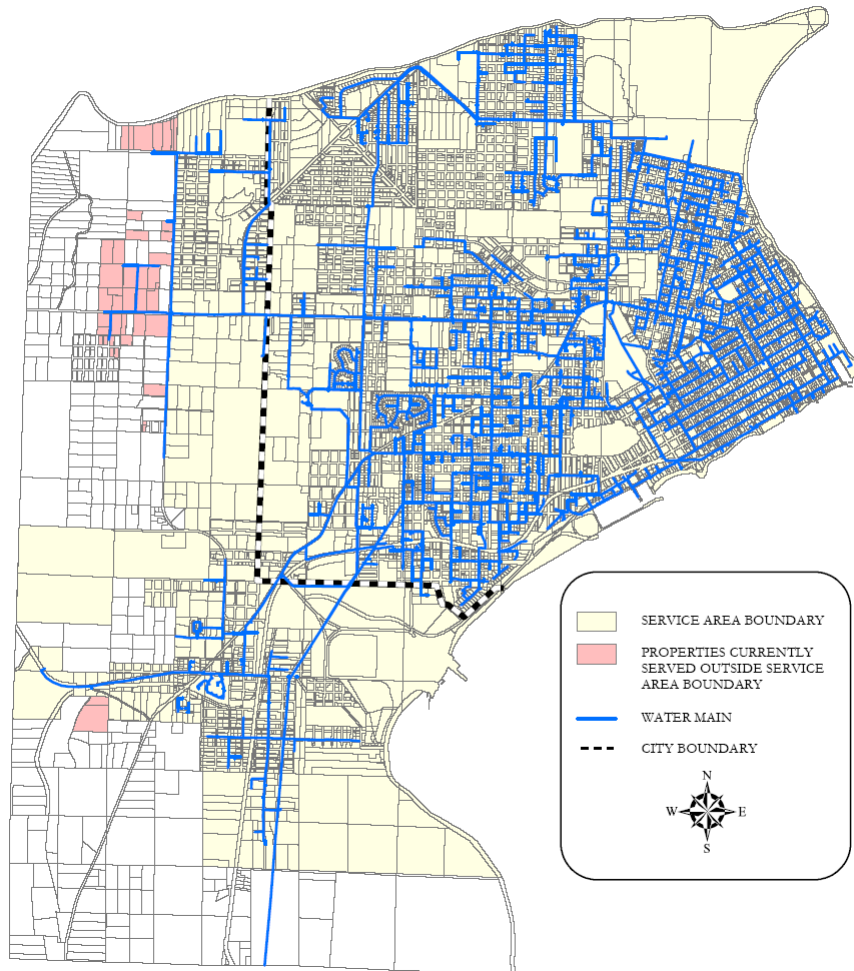 SERVICE AREA BOUNDARY
PROPERTIES CURRENTLY
SERVED OUTSIDE SERVICE
AREA BOUNDARY
WATER MAIN
CITY BOUNDARY
N
W E
S